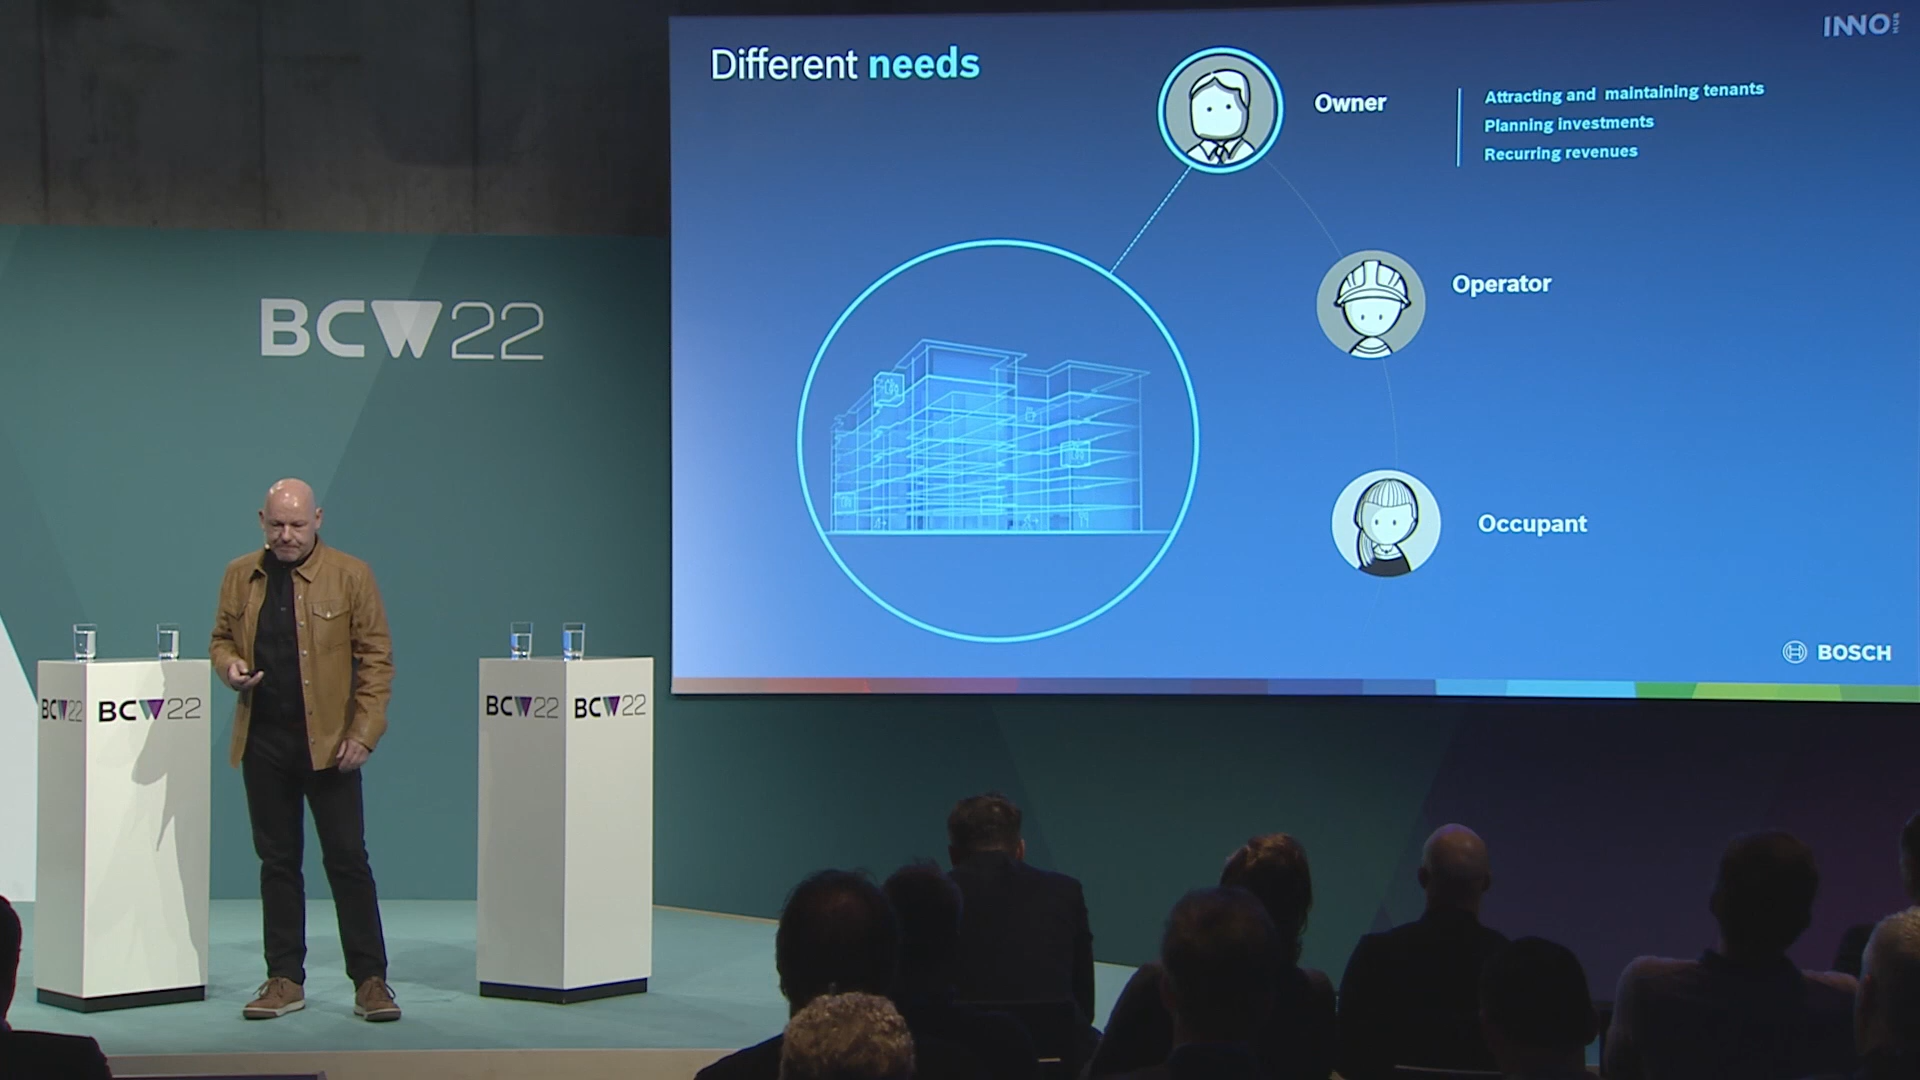 Different needs
INNO HUB
Owner
Attracting and maintaining tenants
Planning investments
Recurring revenues
Operator
Occupant
BOSCH
BCW22
BCW22
BCW22
BCW22
BCW22